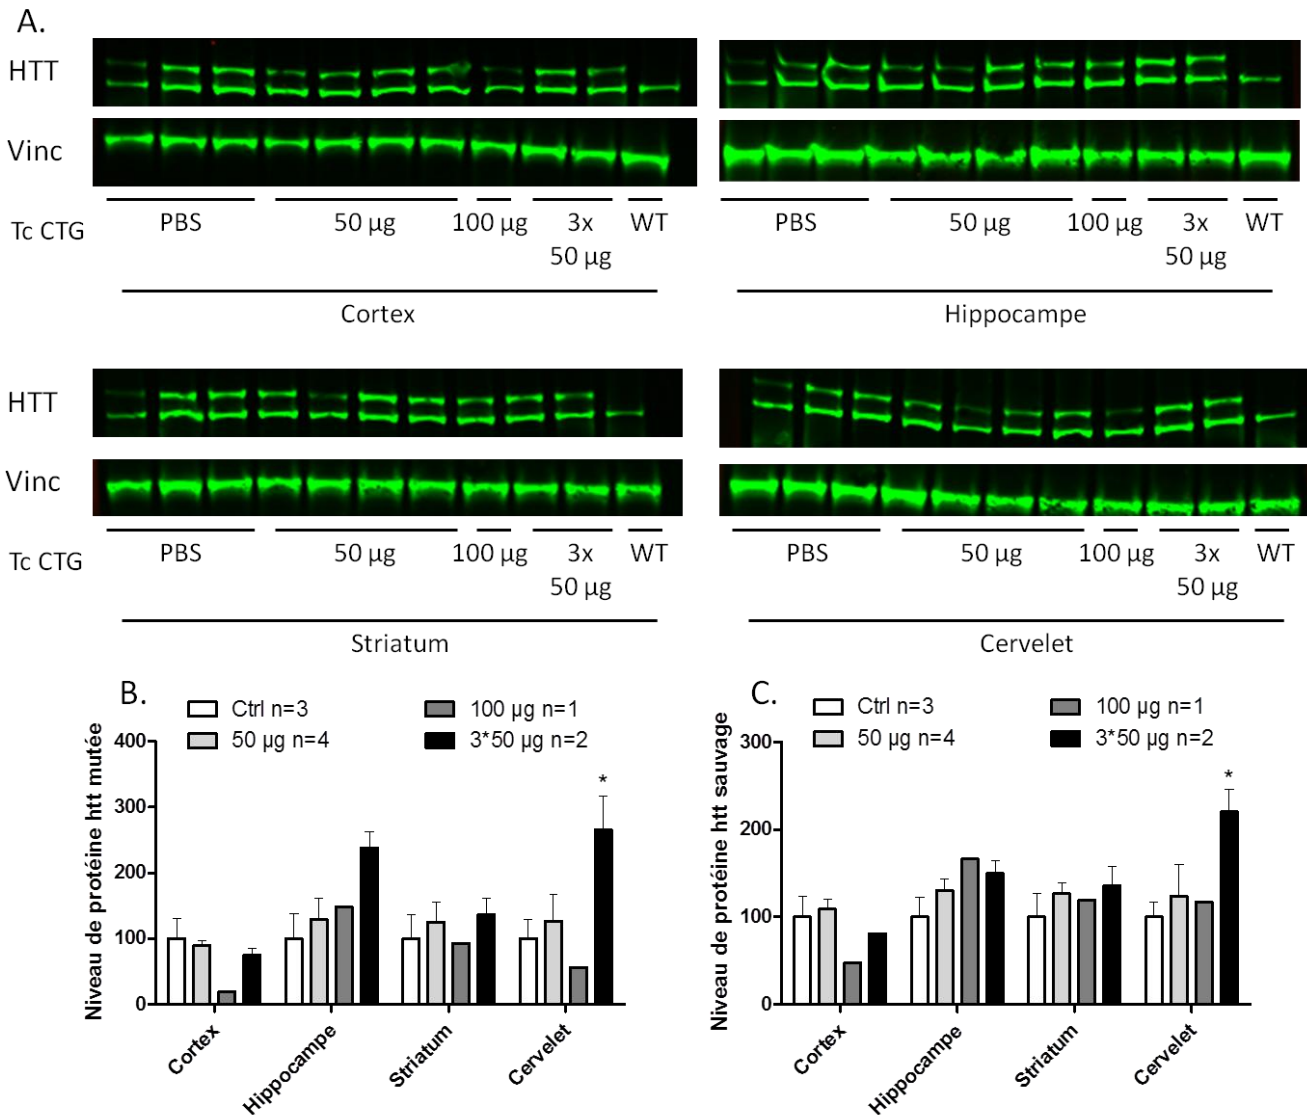 A.
HTT
Vinc
Tc CTG
PBS 50 µg 100 µg 3x WT
50 µg
Cortex
PBS 50 µg 100 µg 3x WT
50 µg
Hippocampe
HTT
Vinc
Tc CTG
PBS 50 µg 100 µg 3x WT
50 µg
Striatum
HTT
Vinc
PBS 50 µg 100 µg 3x WT
50 µg
Cervelet
B.
Ctrl n=3 100 µg n=1
50 µg n=4 3*50 µg n=2
Niveau de protéine htt mutée
400
300
200
100
0
*
Cortex
Hippocampe
Striatum
Cervelet
C.
Ctrl n=3 100 µg n=1
50 µg n=4 3*50 µg n=2
Niveau de protéine htt sauvage
300
200
100
0
*
Cortex
Hippocampe
Striatum
Cervelet